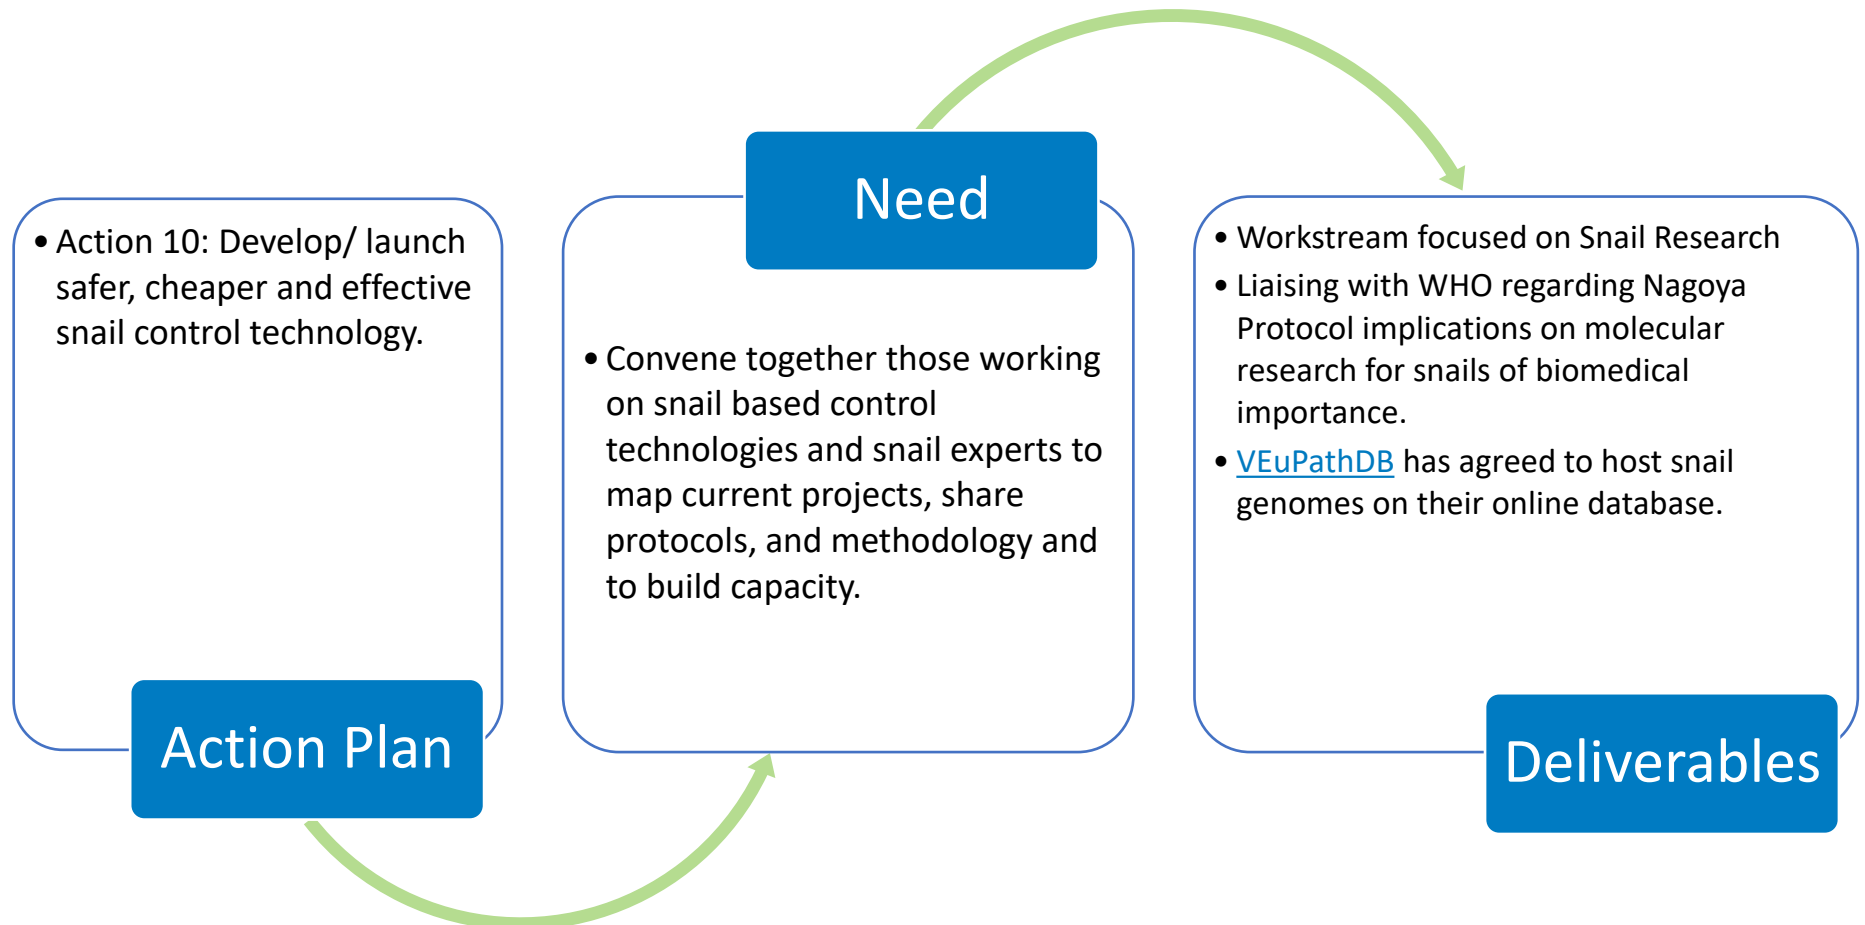 • Action 10: Develop/ launch
safer, cheaper and effective
snail control technology.
Action Plan
Need
• Convene together those working
on snail based control
technologies and snail experts to
map current projects, share
protocols, and methodology and
to build capacity.
• Workstream focused on Snail Research
• Liaising with WHO regarding Nagoya
Protocol implications on molecular
research for snails of biomedical
importance.
• VEuPathDB has agreed to host snail
genomes on their online database.
Deliverables